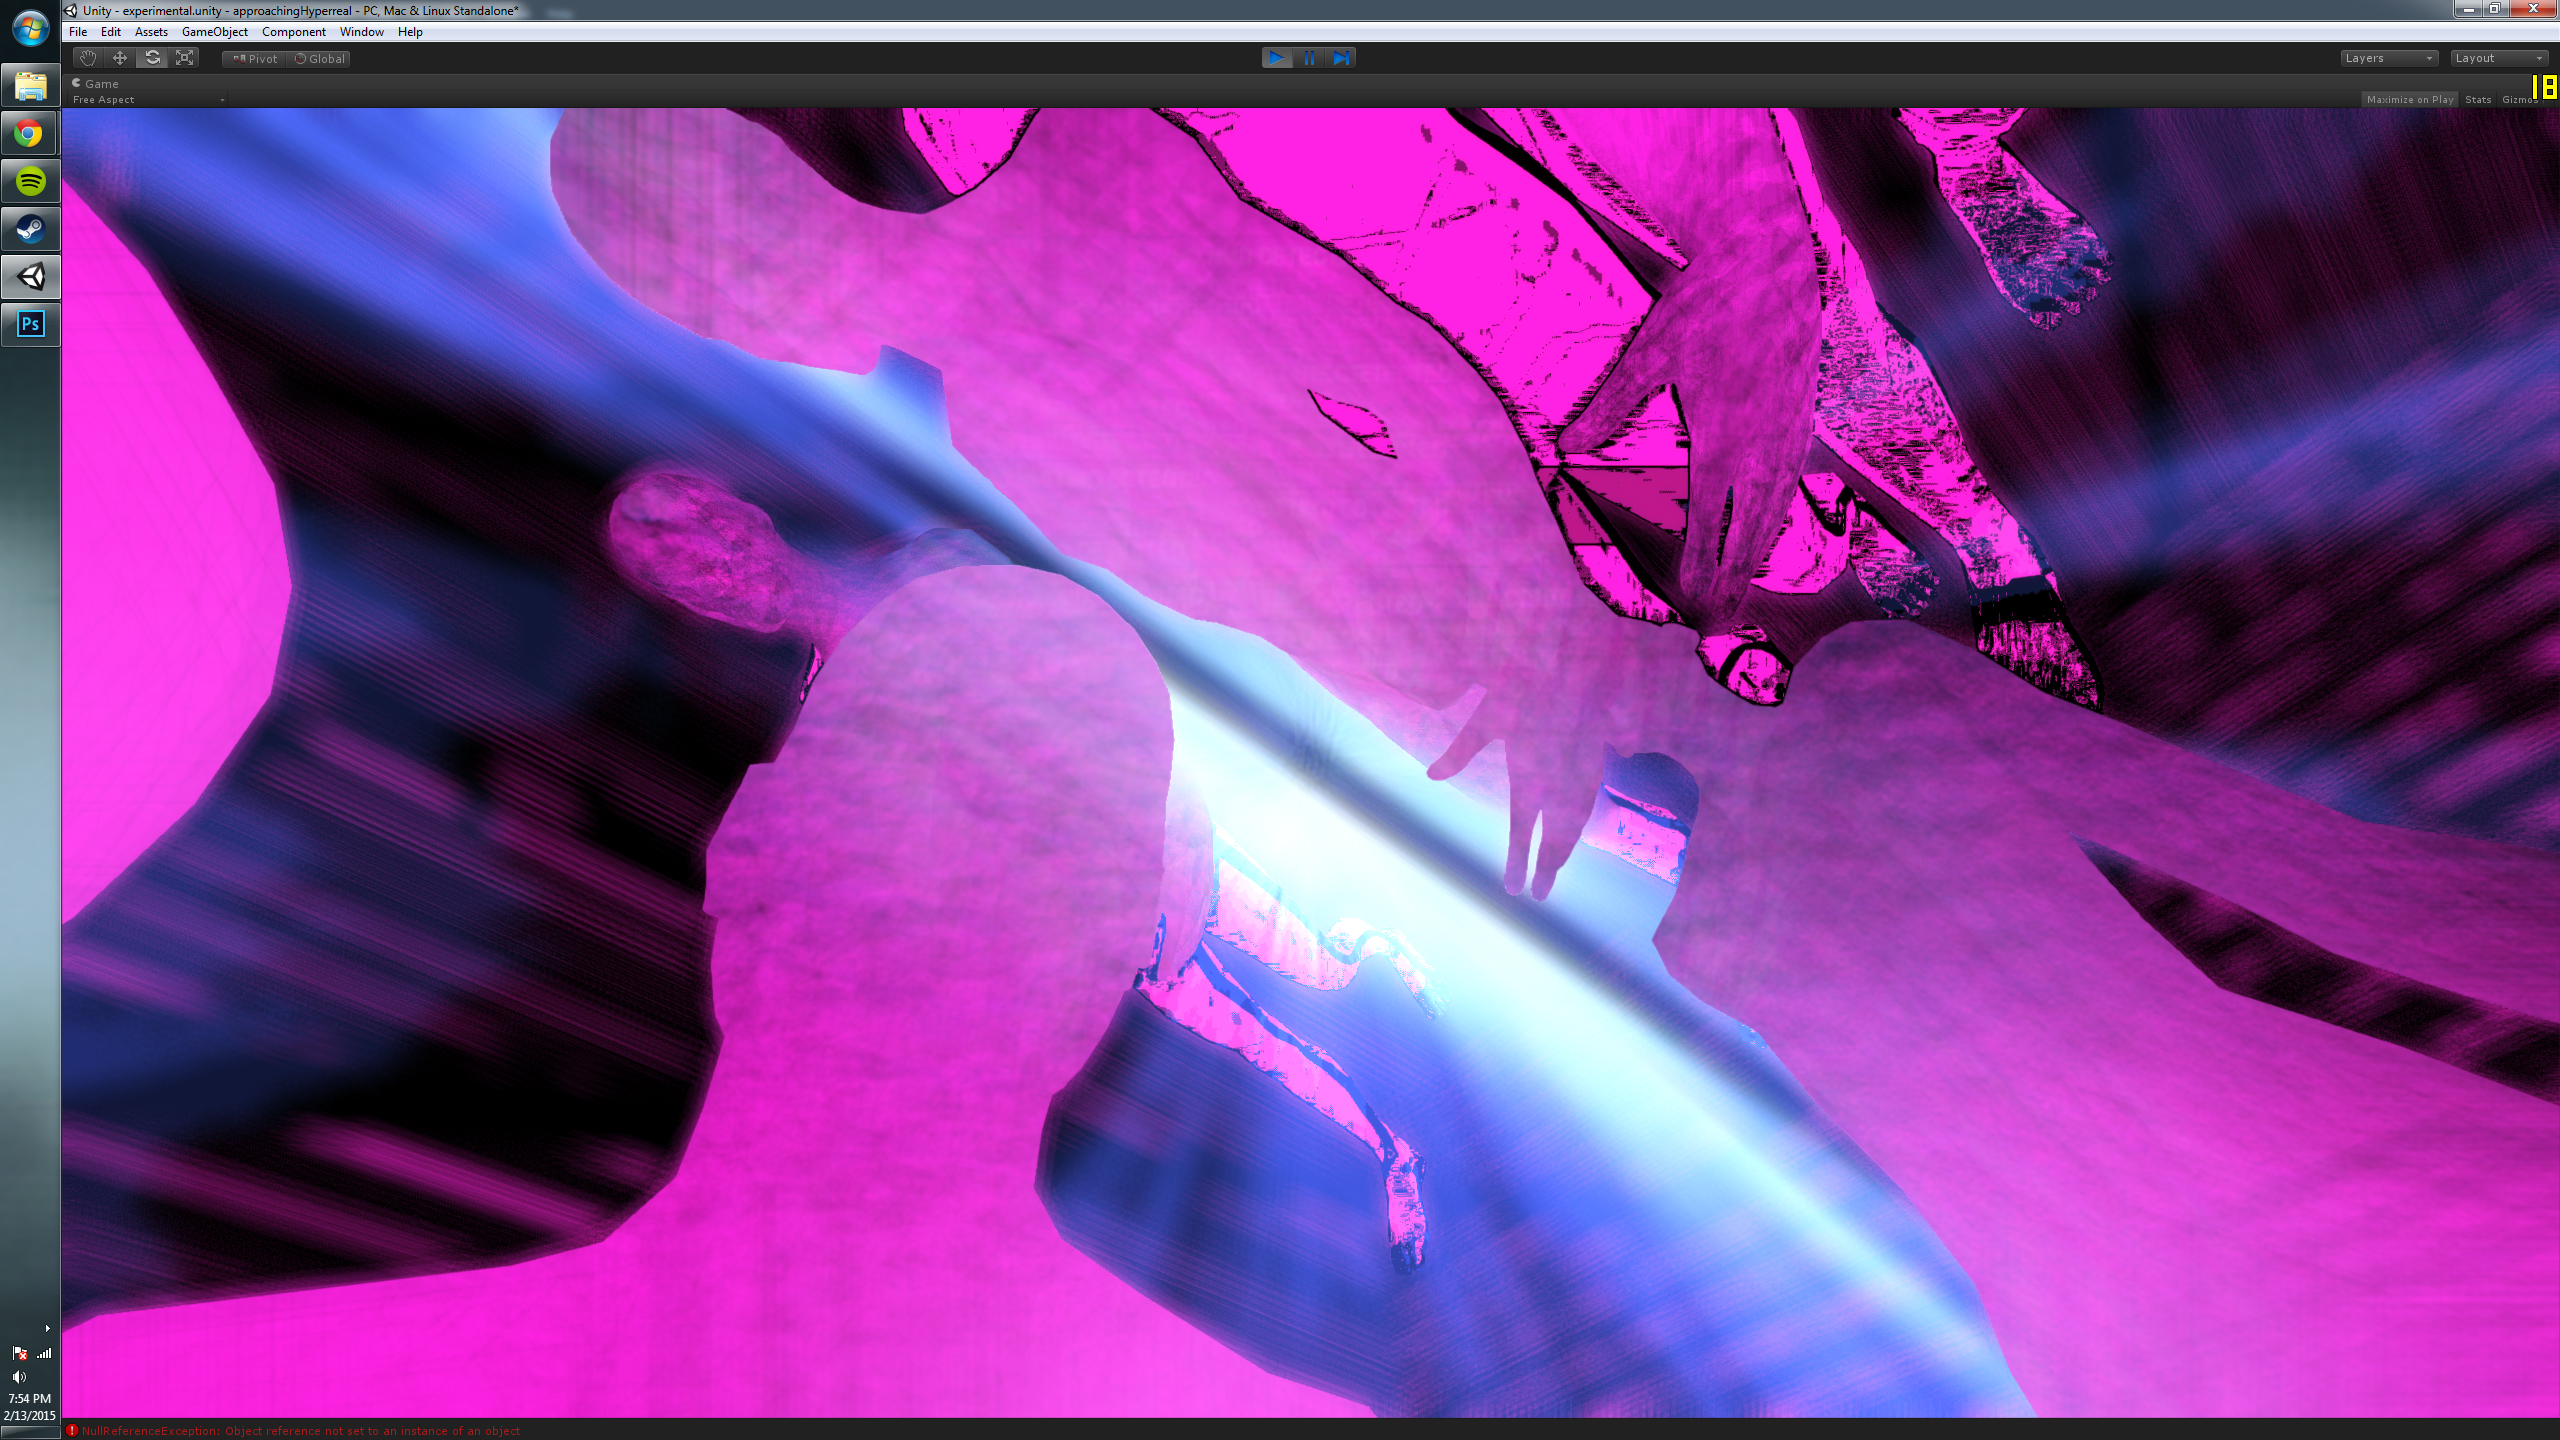 Unity - experimental.unity - approachingHyperreal - PC, Mac & Linux Standalone*
File Edit Assets GameObject Component Window Help
Pivot Global Layers Layout
Game
Free Aspect Maximize on Play Stats Gizmos
18
Ps
7:54 PM
2/13/2015
NullReferenceException: Object reference not set to an instance of an object